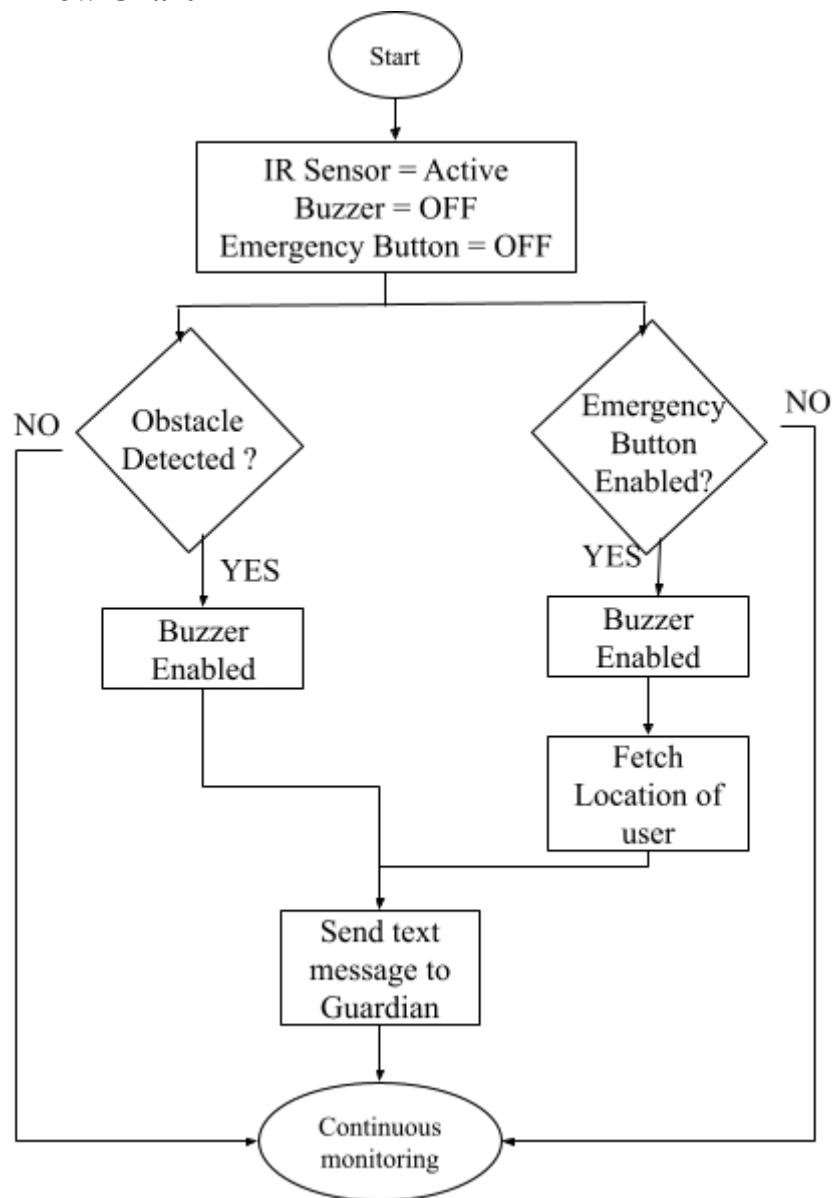 Start
IR Sensor = Active
Buzzer = OFF
Emergency Button = OFF
NO
Obstacle
Detected ?
Emergency
Button
Enabled?
NO
YES
YES
Buzzer
Enabled
Buzzer
Enabled
Fetch
Location of
user
Send text
message to
Guardian
Continuous
monitoring